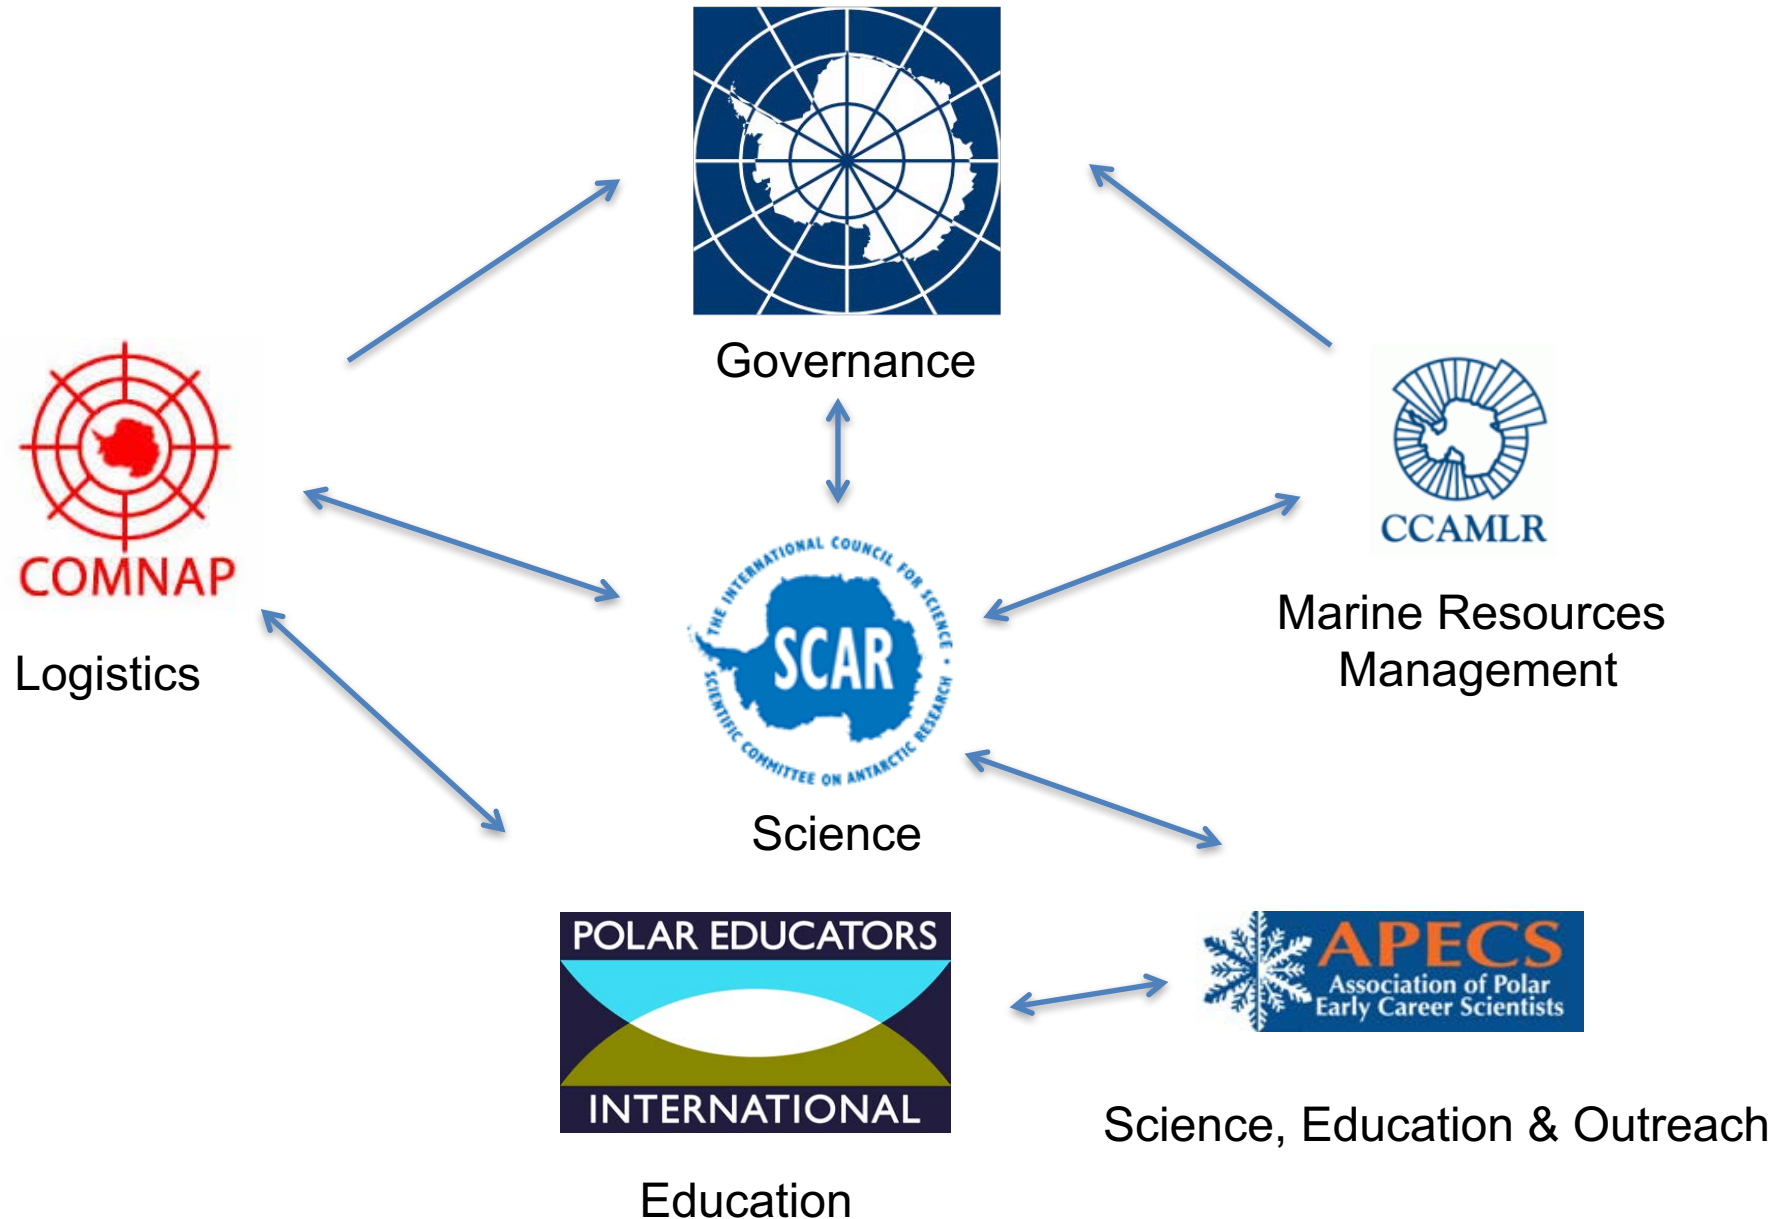 Governance
COMNAP
Logistics
CCAMLR
Marine Resources
Management
THE INTERNATIONAL COUNCIL FOR SCIENCE •
SCAR
SCIENTIFIC COMMITTEE ON ANTARCTIC RESEARCH
Science
POLAR EDUCATORS
INTERNATIONAL
Education
APECS
Association of Polar
Early Career Scientists
Science, Education & Outreach